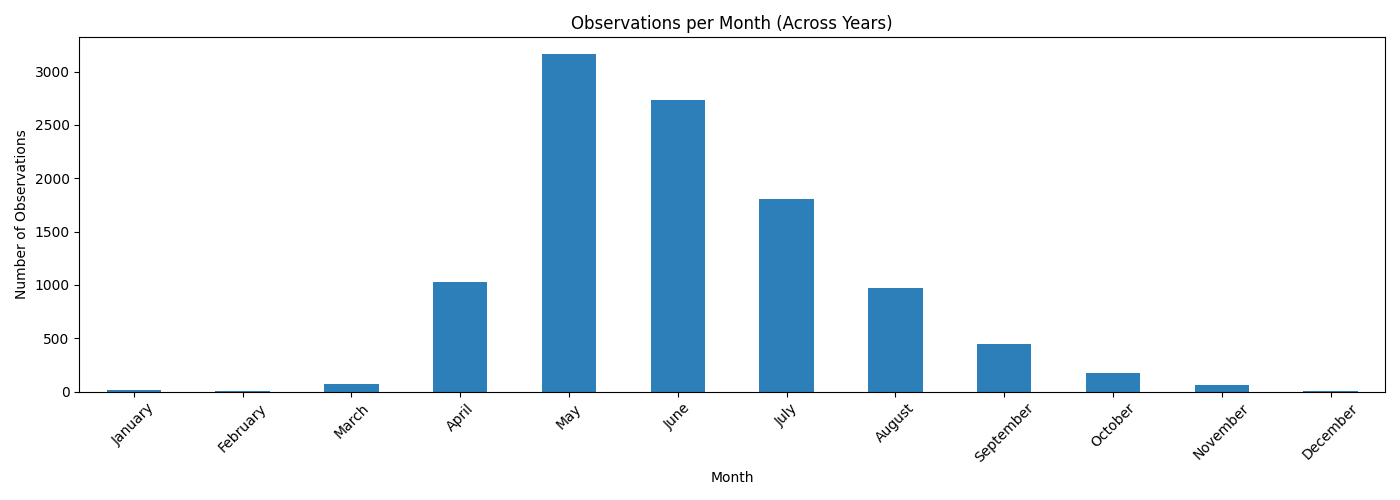 Observations per Month (Across Years)
Number of Observations
3000
2500
2000
1500
1000
500
0
January
February
March
April
May
June
July
August
September
October
November
December
Month